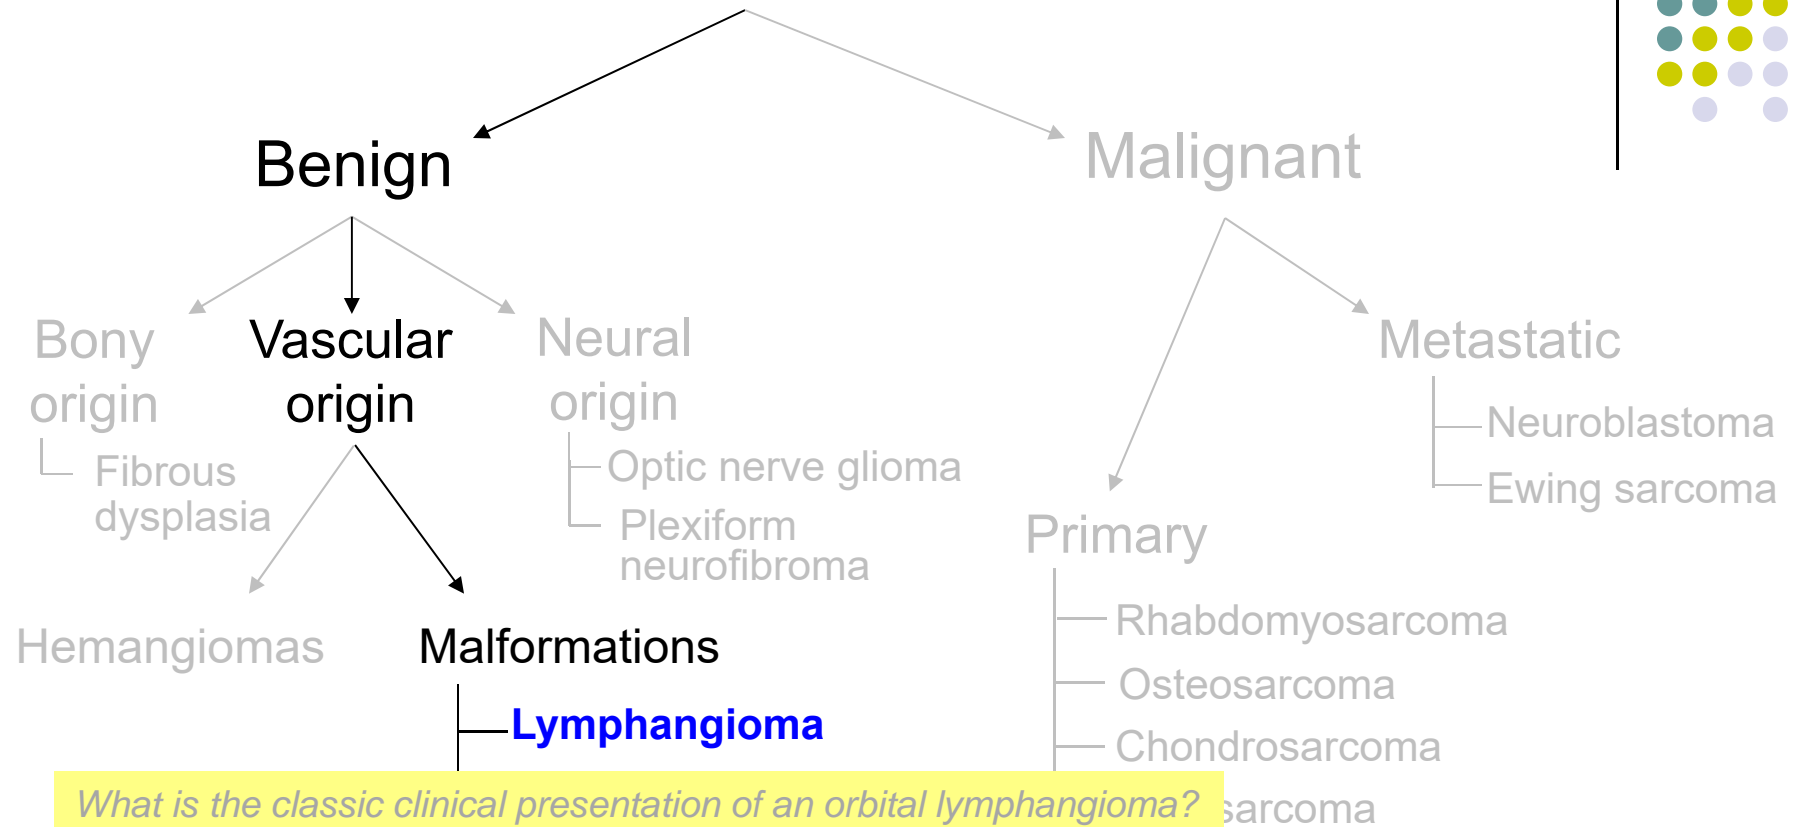 Benign
Malignant
Bony
origin
Fibrous
dysplasia
Vascular
origin
Neural
origin
Optic nerve glioma
Plexiform
neurofibroma
Metastatic
Neuroblastoma
Ewing sarcoma
Hemangiomas
Malformations
Lymphangioma
Primary
Rhabdomyosarcoma
Osteosarcoma
Chondrosarcoma
sarcoma
What is the classic clinical presentation of an orbital lymphangioma?